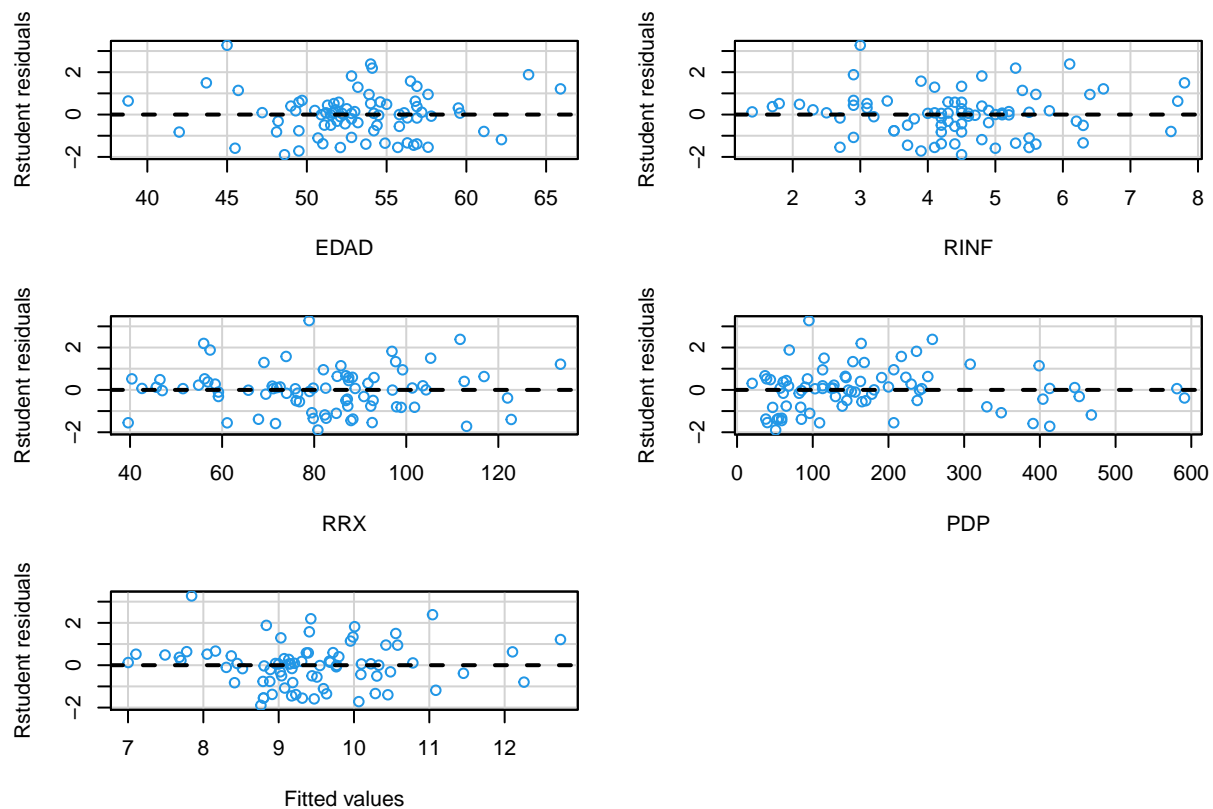 Rstudent residuals
−2 0 2
40 45 50 55 60 65
EDAD
Rstudent residuals
−2 0 2
2 3 4 5 6 7 8
RINF
Rstudent residuals
−2 0 2
40 60 80 100 120
RRX
Rstudent residuals
−2 0 2
0 100 200 300 400 500 600
PDP
Rstudent residuals
−2 0 2
7 8 9 10 11 12
Fitted values